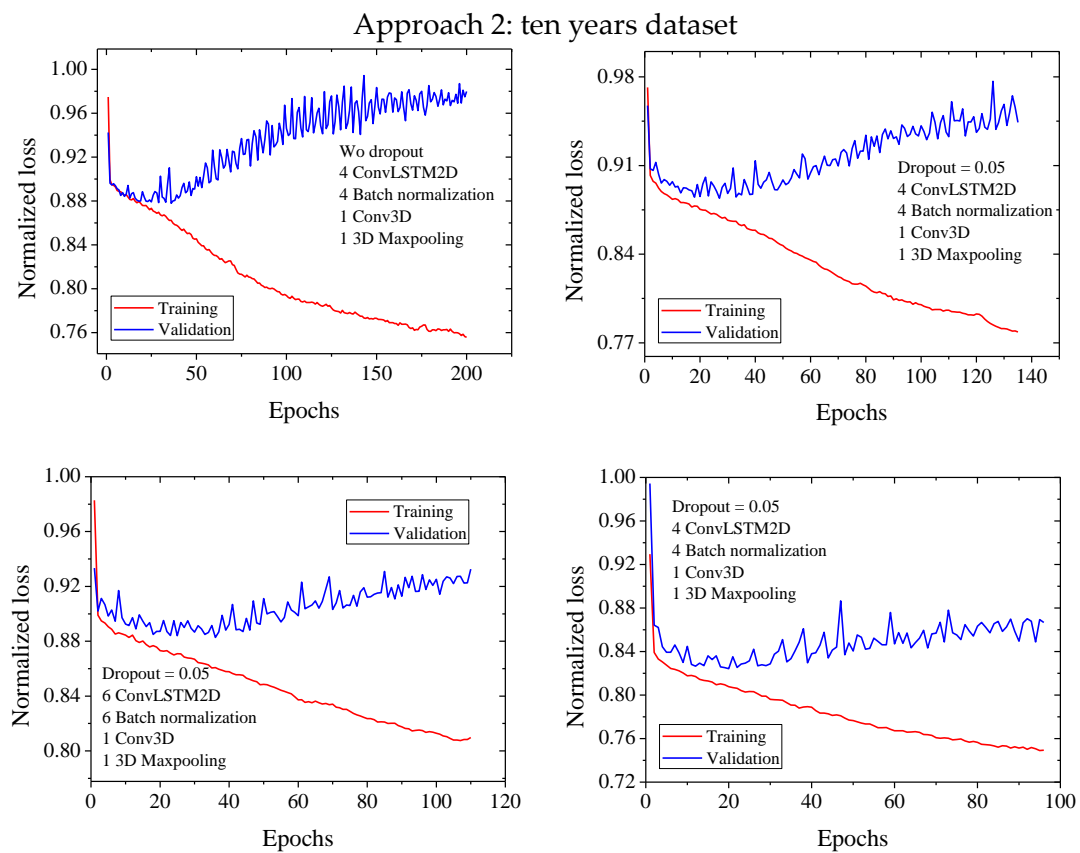 Approach 2: ten years dataset
1.00
0.96
0.92
0.88
0.84
0.80
0.76
Normalized loss
Wo dropout
4 ConvLSTM2D
4 Batch normalization
1 Conv3D
1 3D Maxpooling
Training
Validation
0 50 100 150 200
Epochs
0.98
0.91
0.84
0.77
Normalized loss
Dropout = 0.05
4 ConvLSTM2D
4 Batch normalization
1 Conv3D
1 3D Maxpooling
Training
Validation
0 20 40 60 80 100 120 140
Epochs
1.00
0.96
0.92
0.88
0.84
0.80
Normalized loss
Training
Validation
Dropout = 0.05
6 ConvLSTM2D
6 Batch normalization
1 Conv3D
1 3D Maxpooling
0 20 40 60 80 100 120
Epochs
1.00
0.96
0.92
0.88
0.84
0.80
0.76
0.72
Normalized loss
Dropout = 0.05
4 ConvLSTM2D
4 Batch normalization
1 Conv3D
1 3D Maxpooling
Training
Validation
0 20 40 60 80 100
Epochs